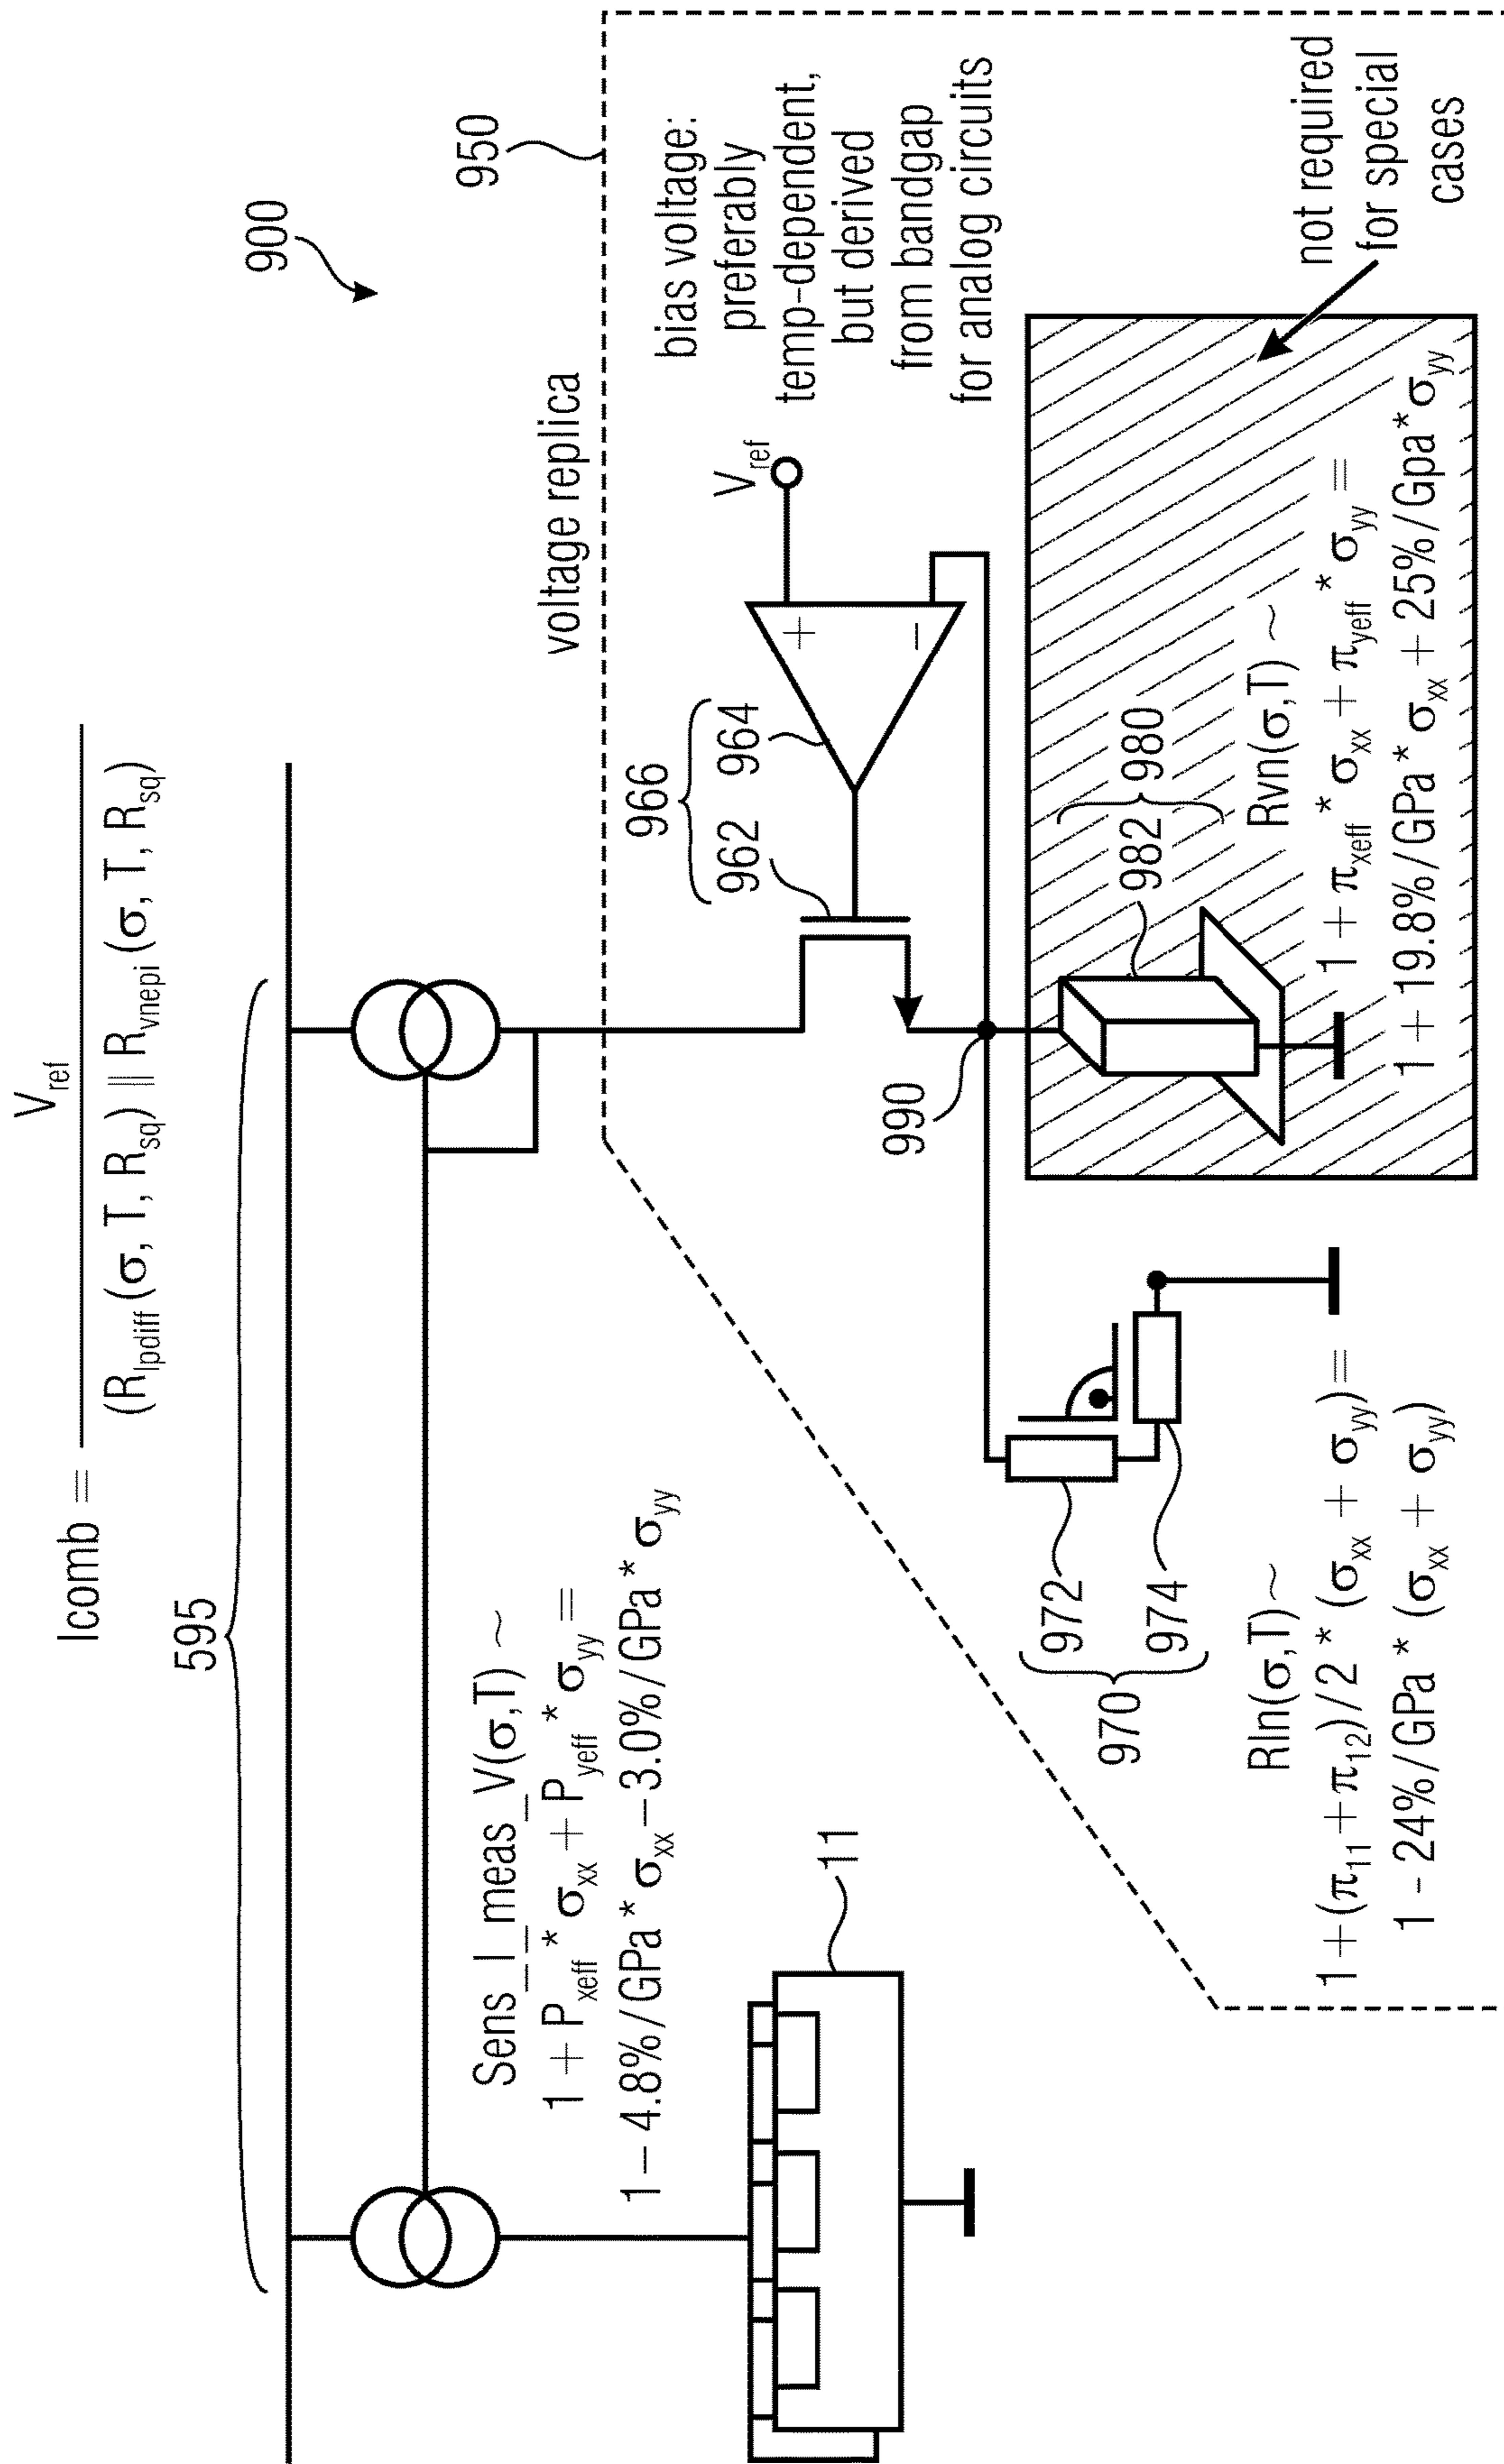 Icomb =
V_ref
(R_lpdiff (σ, T, R_sq) || R_vnepi (σ, T, R_sq)
900
595
950
voltage replica
bias voltage:
preferably
temp-dependent,
but derived
from bandgap
for analog circuits
V_ref
966
962 964
+
−
Sens_I_meas_V(σ,T) ~
1 + P_xeff * σ_xx + P_yeff * σ_yy =
1−4.8%/GPa* σ_xx−3.0%/GPa* σ_yy
11
990
972
974
970
RIn(σ,T)~
1+(π_11+π_12)/2 * (σ_xx + σ_yy)=
1 - 24%/GPa * (σ_xx + σ_yy)
982
980
Rvn(σ,T) ~
1 + π_xeff * σ_xx + π_yeff * σ_yy =
1 + 19.8%/GPa* σ_xx + 25%/Gpa* σ_yy
not required
for special
cases